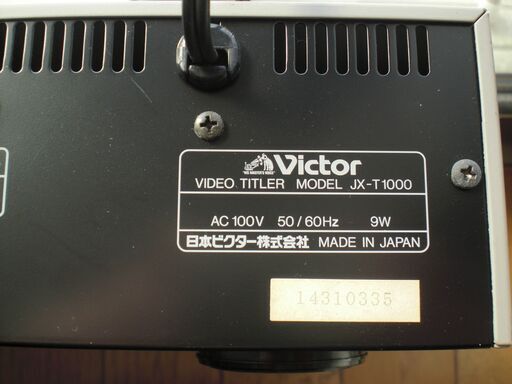 "HIS MASTER'S VOICE"
Victor
VIDEO TITLER MODEL JX-T1000
AC 100V 50/60Hz 9W
日本ビクター株式会社 MADE IN JAPAN
14310335